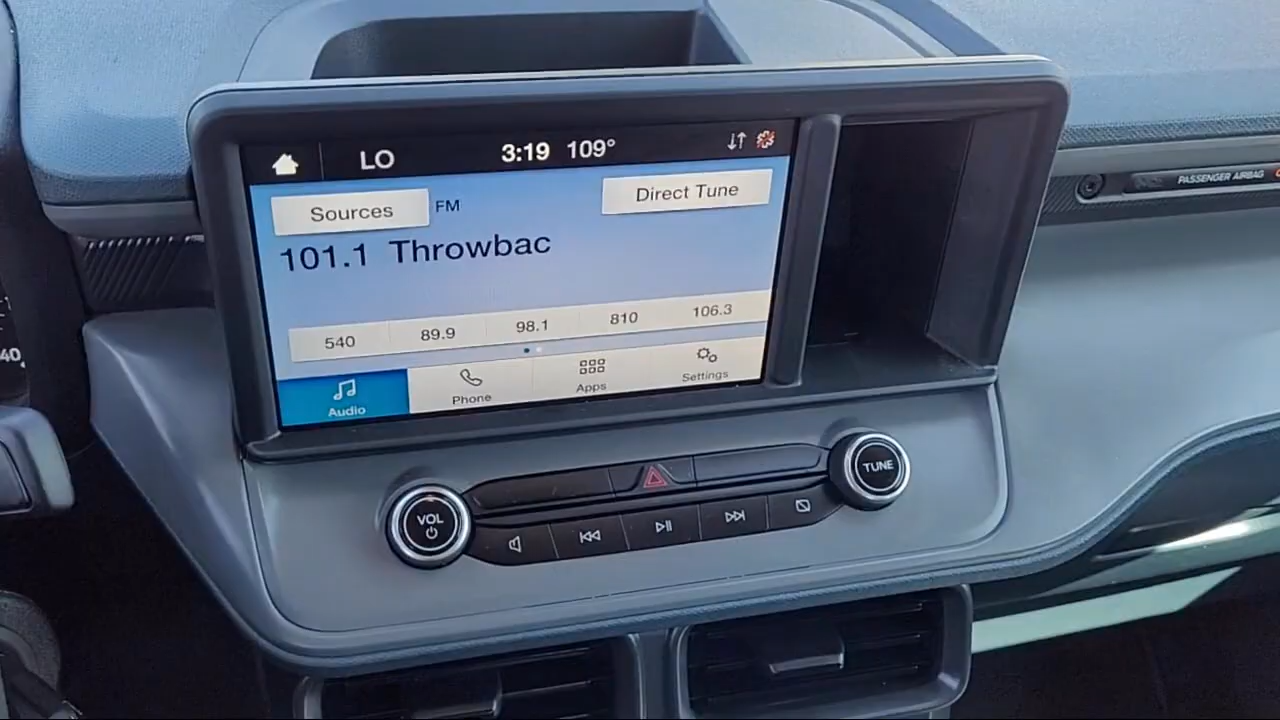 LO 3:19 109°
Sources FM Direct Tune
101.1 Throwbac
540 89.9 98.1 810 106.3
Audio Phone Apps Settings
PASSENGER AIRBAG
VOL
TUNE
40